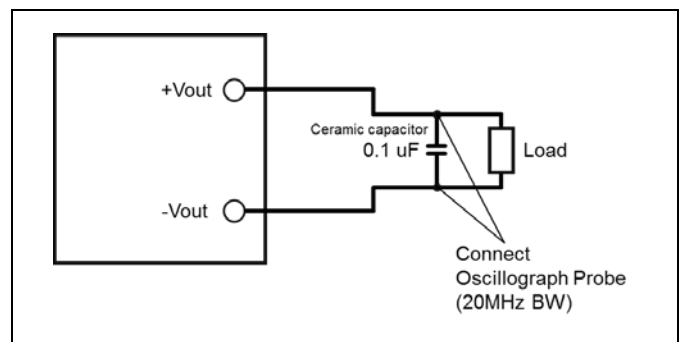 +Vout
Ceramic capacitor
0.1 uF
Load
-Vout
Connect
Oscillograph Probe
(20MHz BW)